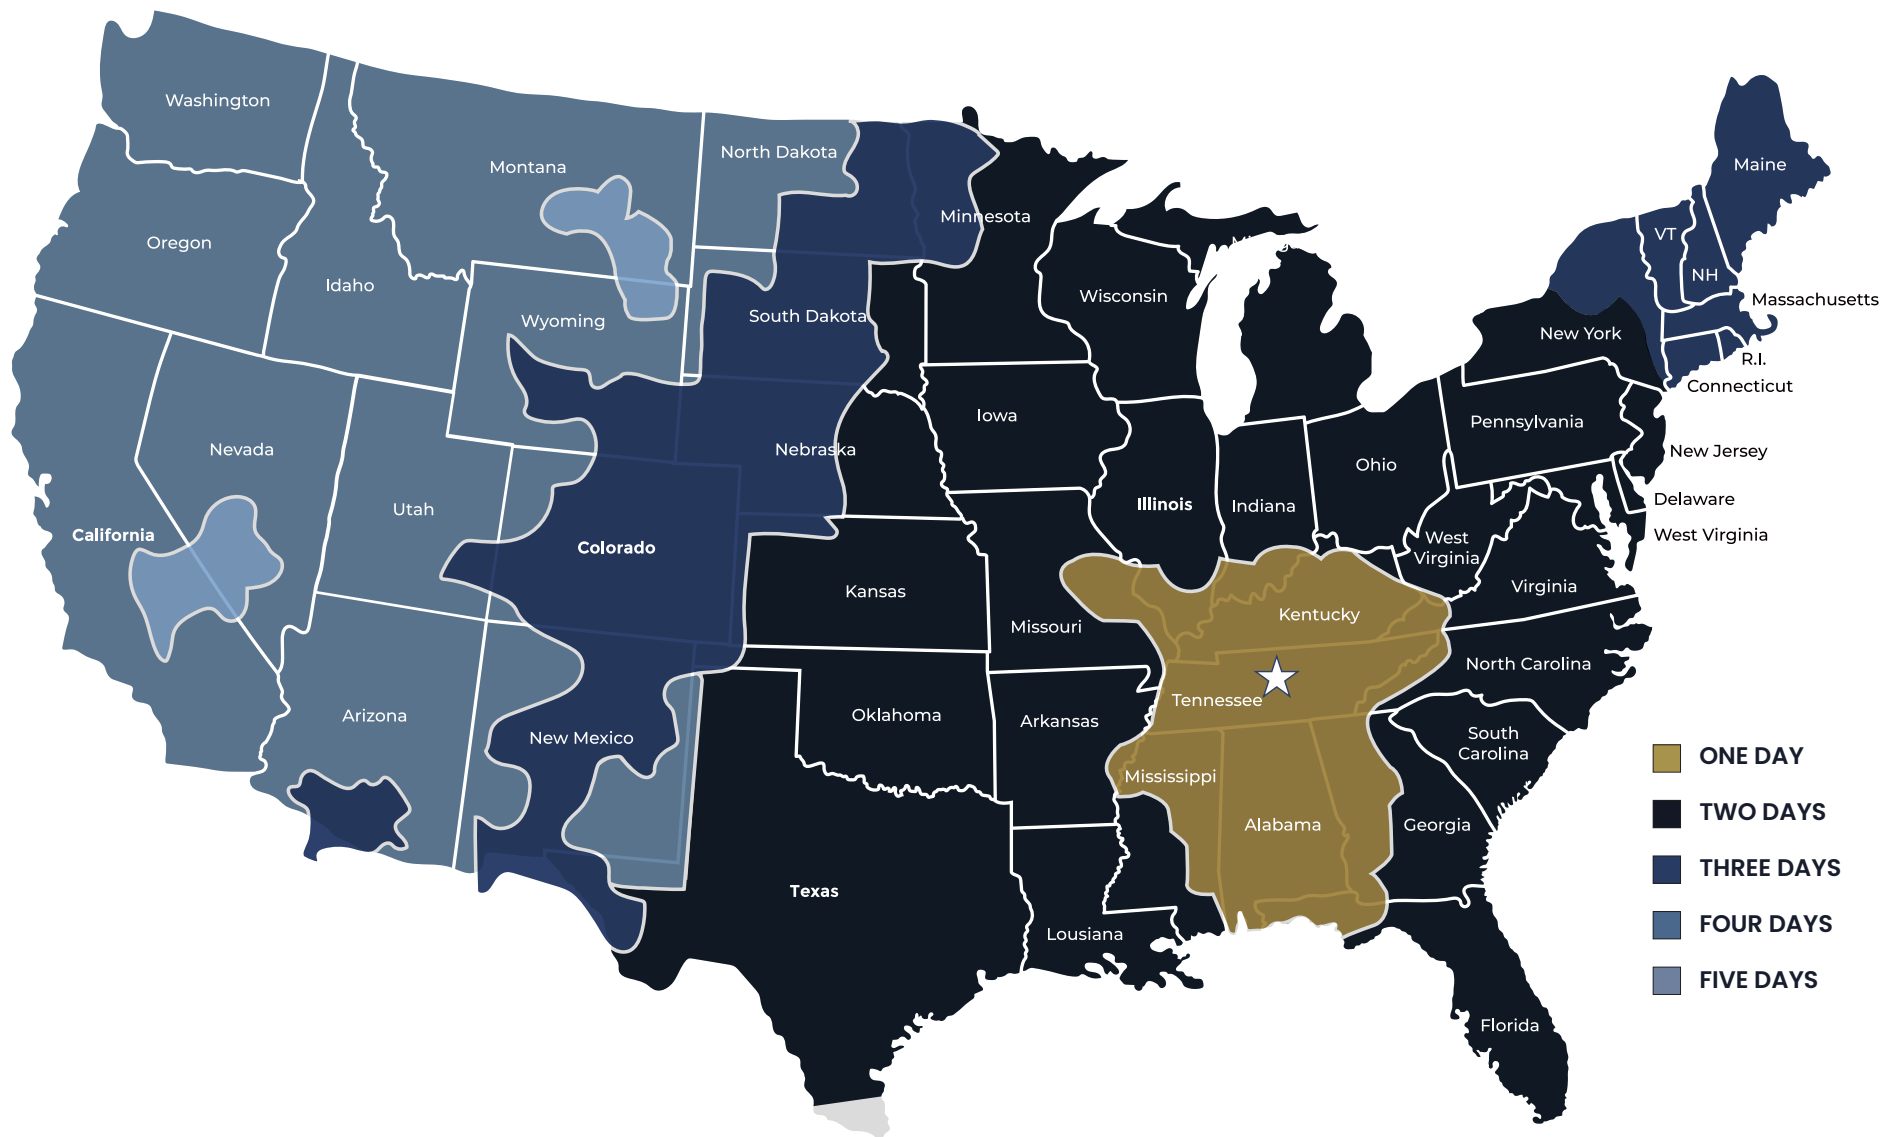 Washington
Montana
North Dakota
Minnesota
Maine
Oregon
Idaho
Wyoming
South Dakota
Wisconsin
VT
NH
Massachusetts
New York
R.I.
Connecticut
Nevada
Utah
Nebraska
Iowa
Pennsylvania
New Jersey
Ohio
Illinois
Indiana
Delaware
West Virginia
California
Colorado
West
Virginia
Virginia
Kansas
Missouri
Kentucky
North Carolina
Arizona
New Mexico
Oklahoma
Arkansas
Tennessee
South
Carolina
Mississippi
Alabama
Georgia
Texas
Lousiana
Florida
ONE DAY
TWO DAYS
THREE DAYS
FOUR DAYS
FIVE DAYS